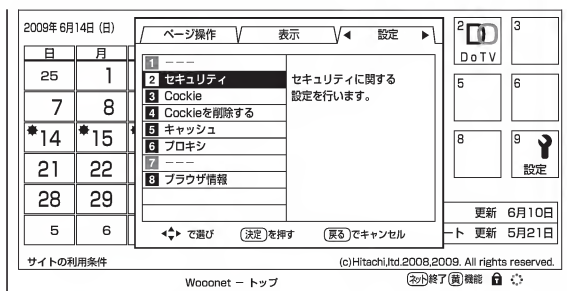 2009年 6月14日（日）
ページ操作 表示 ◀ 設定 ▶
1 ---
2 セキュリティ
3 Cockie
4 Cockieを削除する
5 キャッシュ
6 プロキシ
7 ---
8 ブラウザ情報
セキュリティに関する
設定を行います。
で選び 決定を押す 戻るでキャンセル
日 月
25 1
7 8
14 15
21 22
28 29
5 6
2 DoTV
3
5
6
8
9 設定
更新 6月10日
ート 更新 5月21日
サイトの利用条件
(c)Hitachi,ltd.2008,2009. All rights reserved.
Wooonet － トップ
ネット終了 黄機能